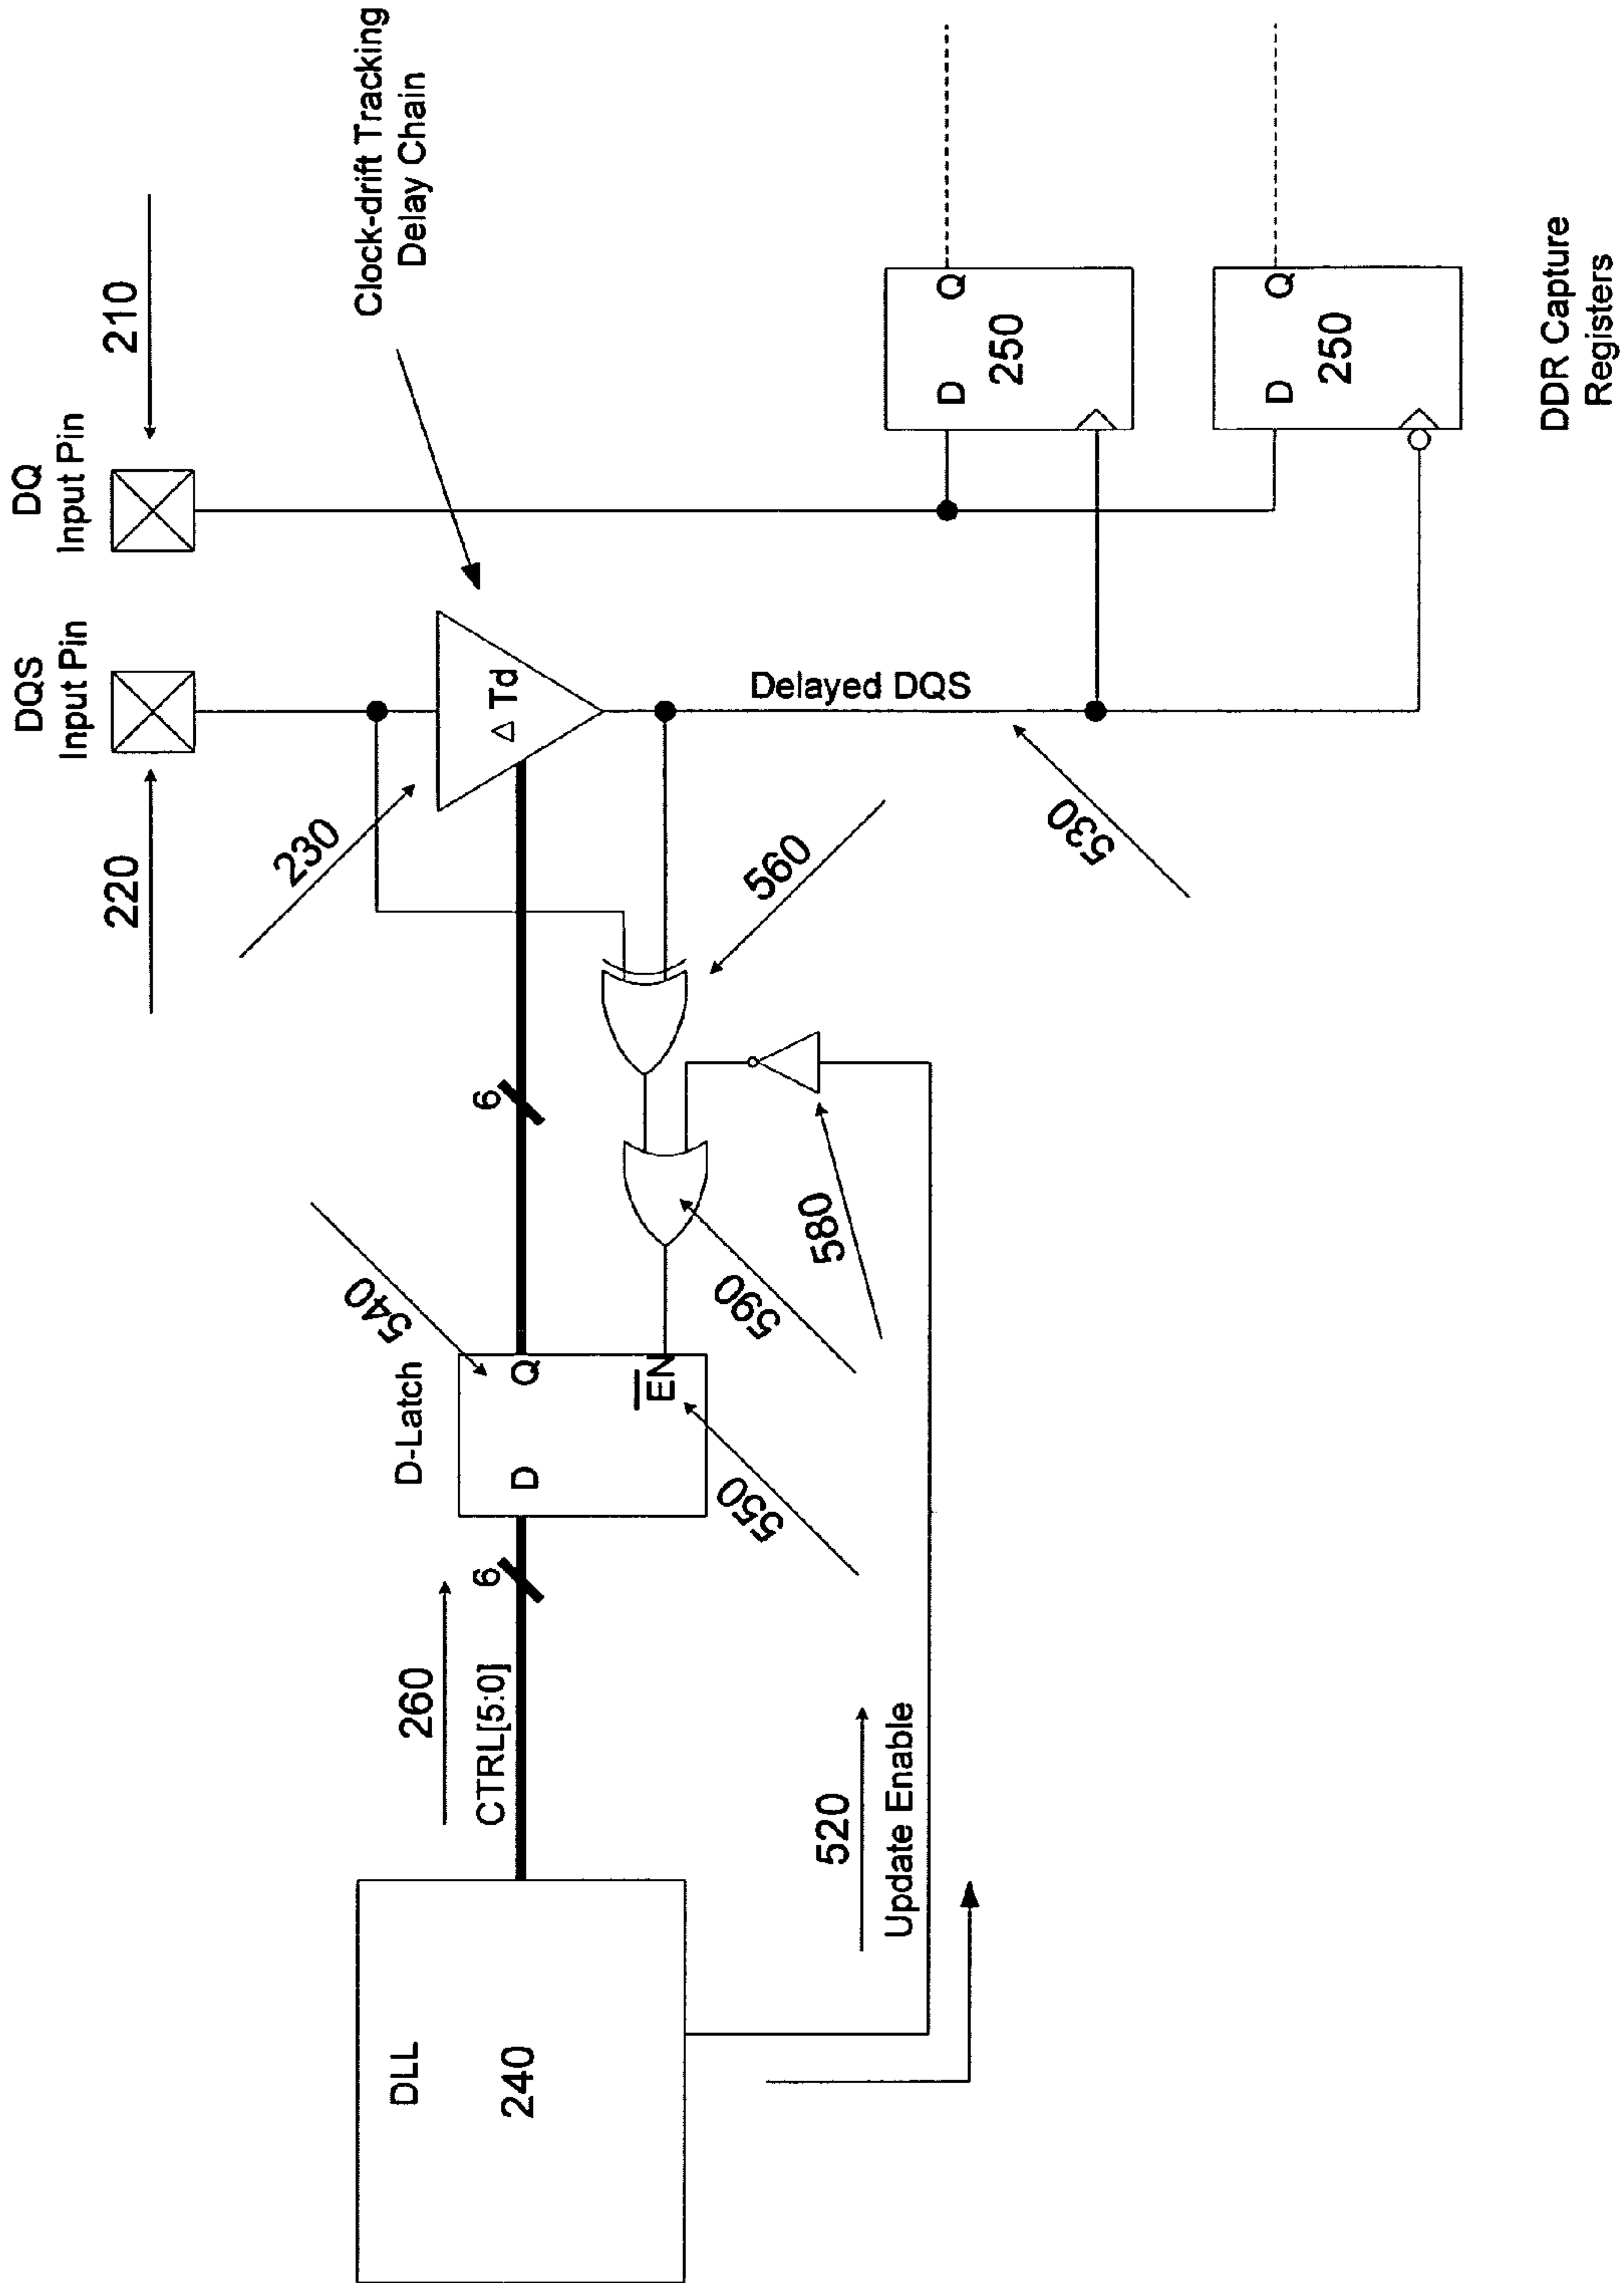 DQS
Input Pin
DQ
Input Pin
220
210
230
Clock-drift Tracking
Delay Chain
DLL
240
260
CTRL[5:0]
6
D-Latch
540
D
Q
EN
550
6
Δ Td
560
590
580
520
Update Enable
Delayed DQS
530
D
Q
250
D
Q
250
DDR Capture
Registers